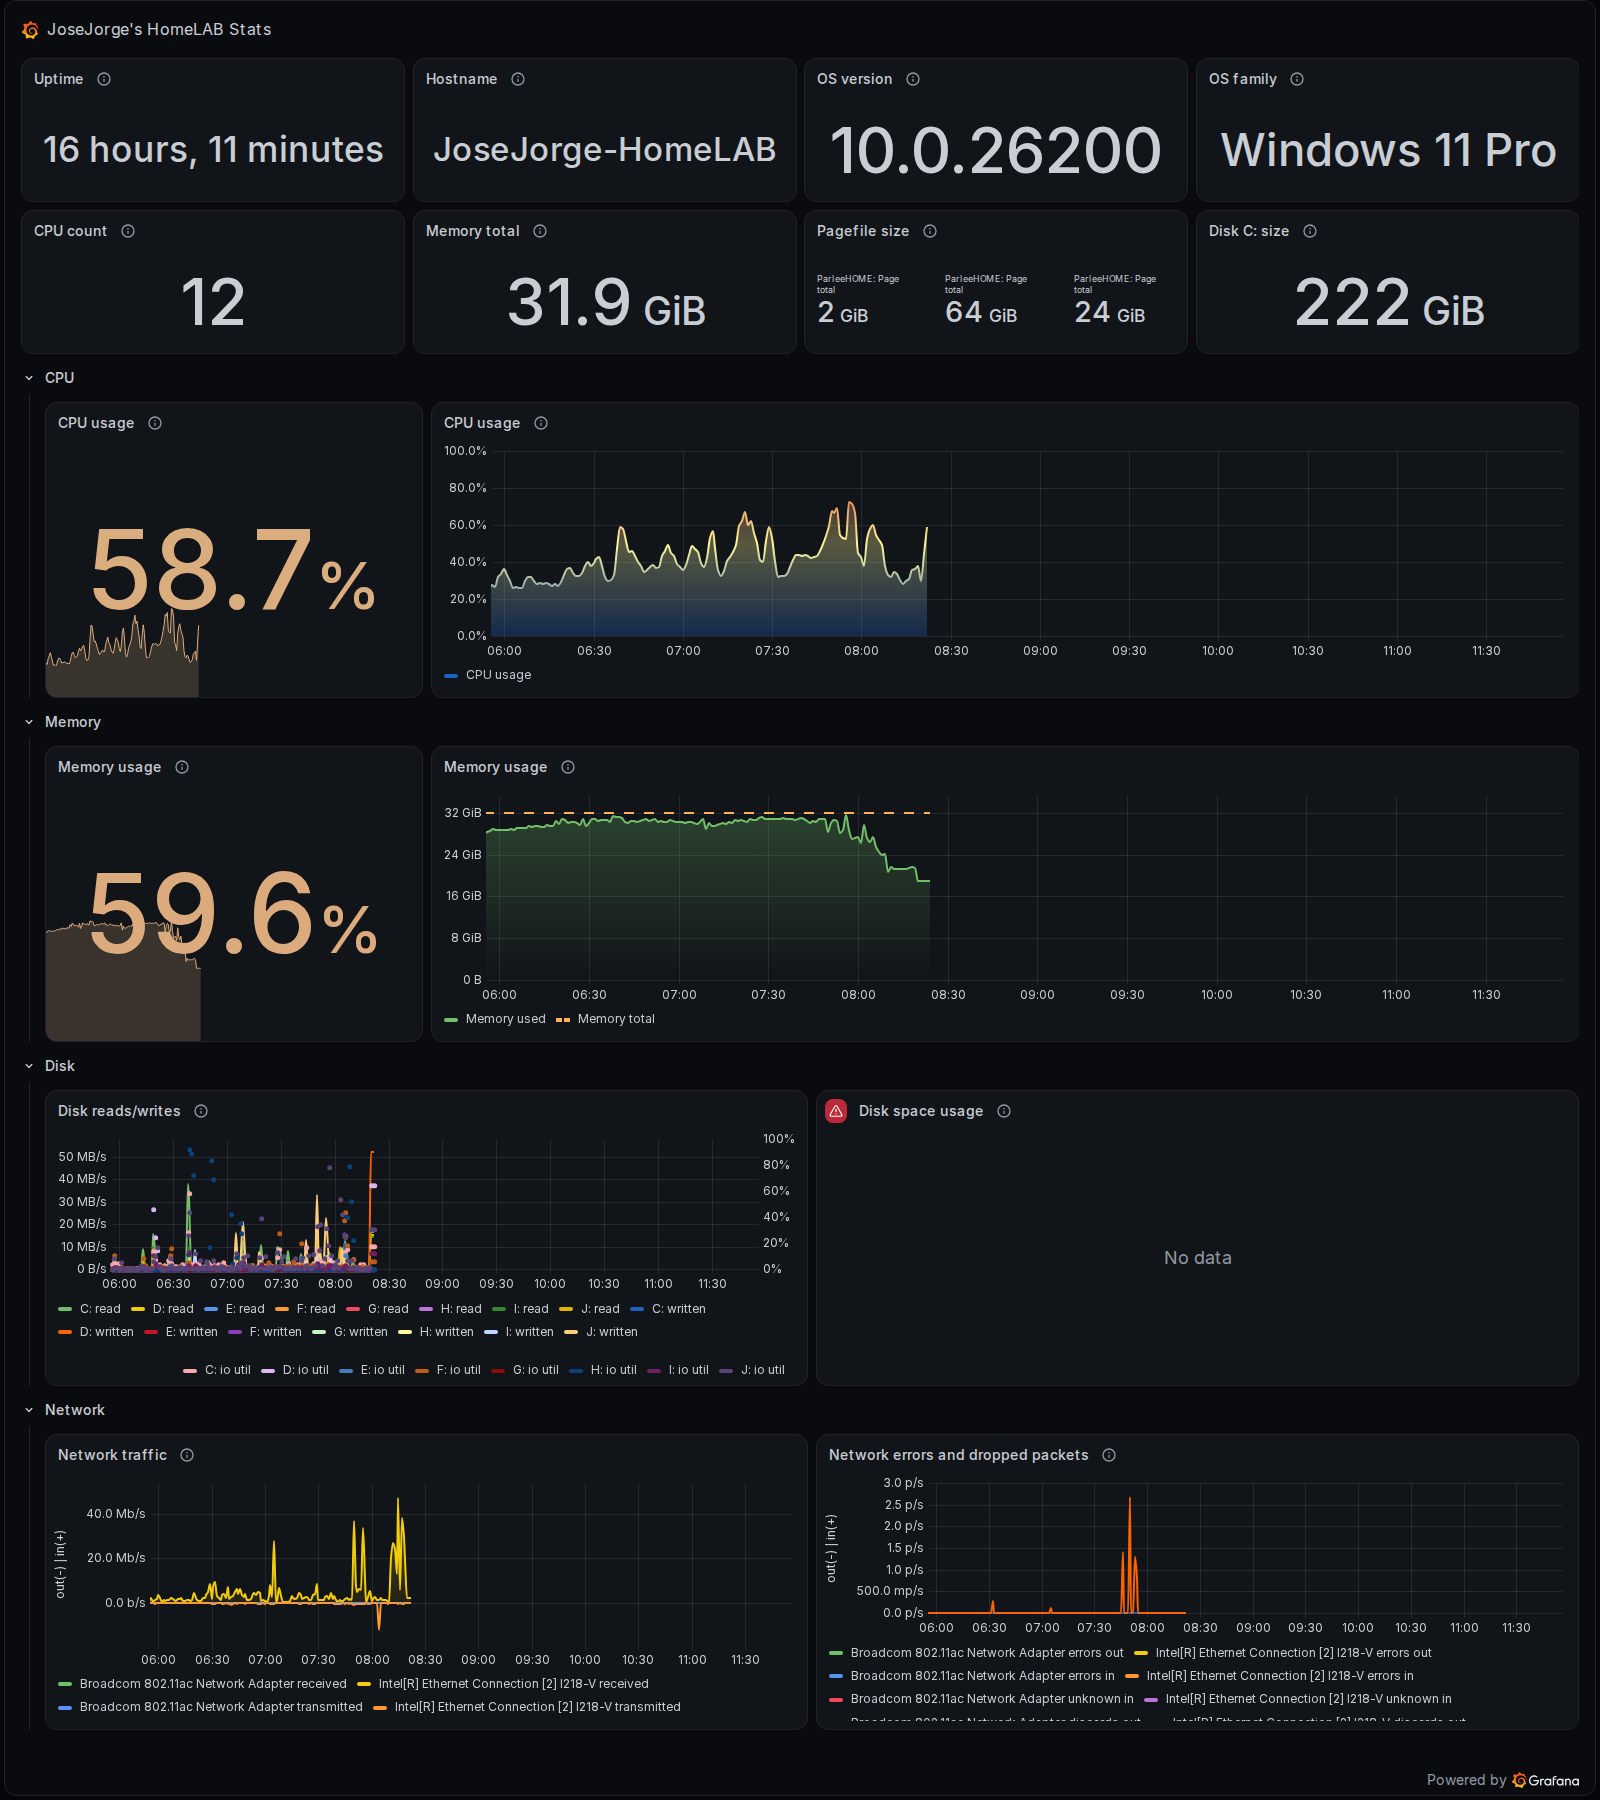 JoseJorge's HomeLAB Stats
Uptime
Hostname
OS version
OS family
16 hours, 11 minutes
JoseJorge-HomeLAB
10.0.26200
Windows 11 Pro
CPU count
Memory total
Pagefile size
Disk C: size
12
31.9 GiB
ParleeHOME: Page total
2 GiB
ParleeHOME: Page total
64 GiB
ParleeHOME: Page total
24 GiB
222 GiB
CPU
CPU usage
58.7%
CPU usage
100.0%
80.0%
60.0%
40.0%
20.0%
0.0%
06:00 06:30 07:00 07:30 08:00 08:30 09:00 09:30 10:00 10:30 11:00 11:30
CPU usage
Memory
Memory usage
59.6%
Memory usage
32 GiB
24 GiB
16 GiB
8 GiB
0 B
06:00 06:30 07:00 07:30 08:00 08:30 09:00 09:30 10:00 10:30 11:00 11:30
Memory used Memory total
Disk
Disk reads/writes
50 MB/s
40 MB/s
30 MB/s
20 MB/s
10 MB/s
0 B/s
100%
80%
60%
40%
20%
0%
06:00 06:30 07:00 07:30 08:00 08:30 09:00 09:30 10:00 10:30 11:00 11:30
C: read D: read E: read F: read G: read H: read I: read J: read C: written
D: written E: written F: written G: written H: written I: written J: written
C: io util D: io util E: io util F: io util G: io util H: io util I: io util J: io util
Disk space usage
No data
Network
Network traffic
out(-) | in(+)
40.0 Mb/s
20.0 Mb/s
0.0 b/s
06:00 06:30 07:00 07:30 08:00 08:30 09:00 09:30 10:00 10:30 11:00 11:30
Broadcom 802.11ac Network Adapter received Intel[R] Ethernet Connection [2] I218-V received
Broadcom 802.11ac Network Adapter transmitted Intel[R] Ethernet Connection [2] I218-V transmitted
Network errors and dropped packets
out(-) | in(+)
3.0 p/s
2.5 p/s
2.0 p/s
1.5 p/s
1.0 p/s
500.0 mp/s
0.0 p/s
06:00 06:30 07:00 07:30 08:00 08:30 09:00 09:30 10:00 10:30 11:00 11:30
Broadcom 802.11ac Network Adapter errors out Intel[R] Ethernet Connection [2] I218-V errors out
Broadcom 802.11ac Network Adapter errors in Intel[R] Ethernet Connection [2] I218-V errors in
Broadcom 802.11ac Network Adapter unknown in Intel[R] Ethernet Connection [2] I218-V unknown in
Broadcom 802.11ac Network Adapter discards out Intel[R] Ethernet Connection [2] I218-V discards out
Powered by Grafana